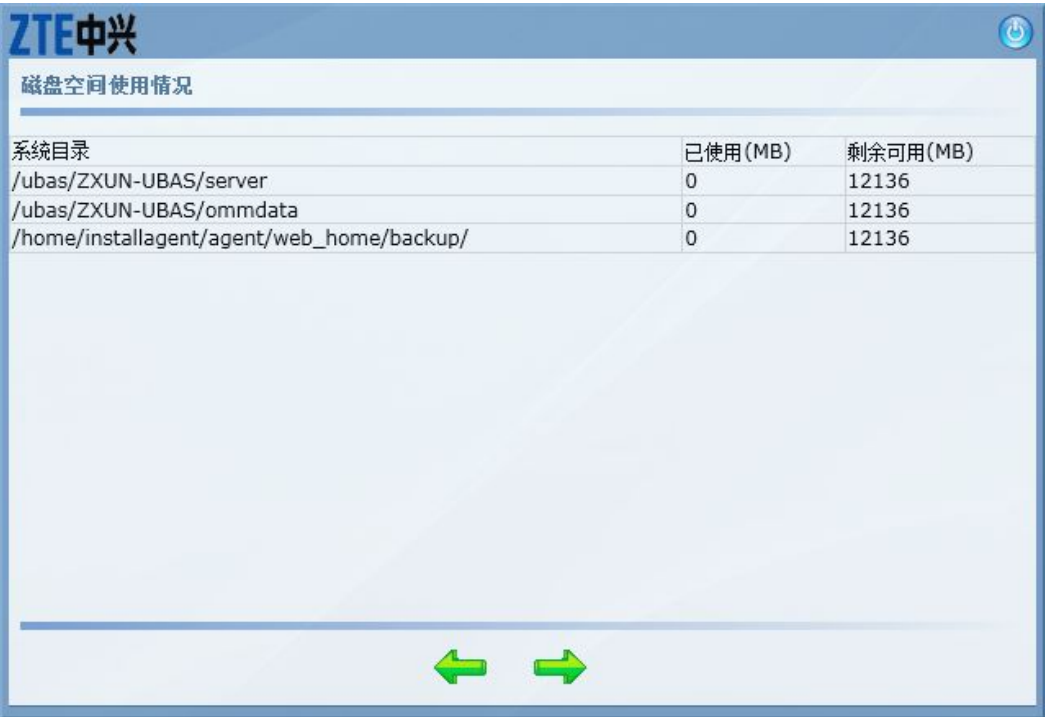 ZTE中兴
磁盘空间使用情况
系统目录 已使用(MB) 剩余可用(MB)
/ubas/ZXUN-UBAS/server 0 12136
/ubas/ZXUN-UBAS/ommdata 0 12136
/home/installagent/agent/web_home/backup/ 0 12136